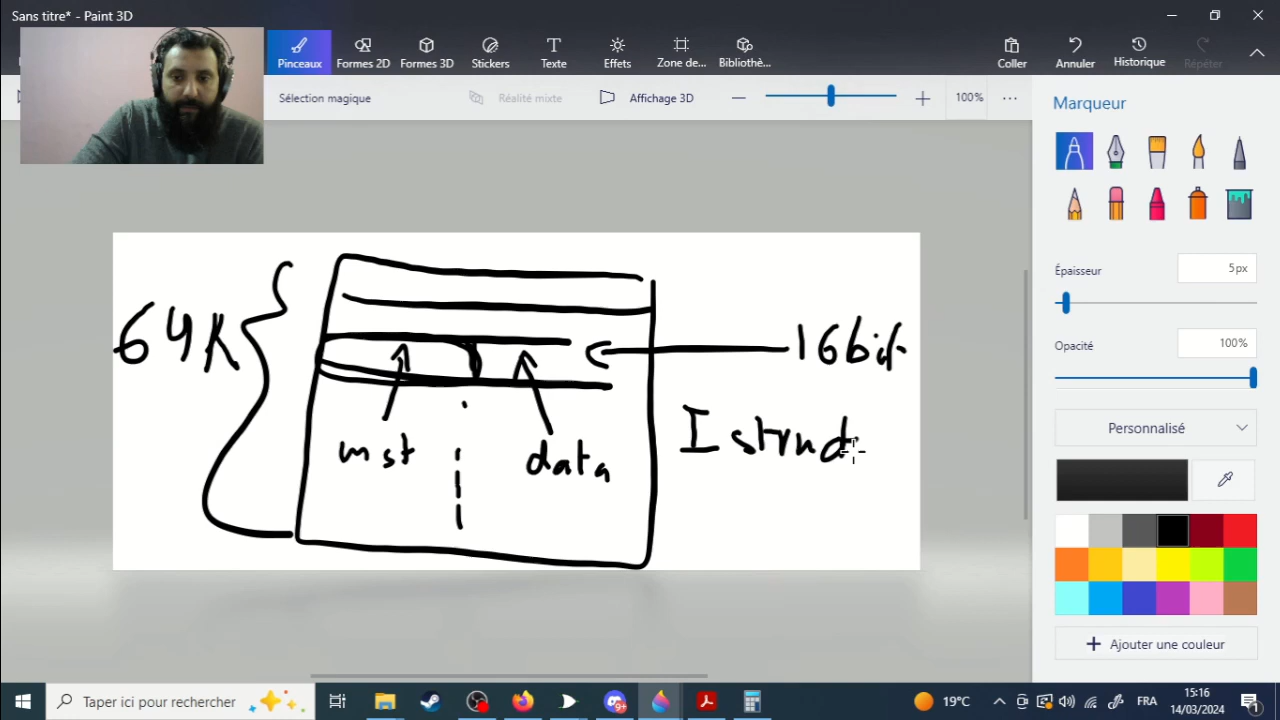 Sans titre* - Paint 3D
Pinceaux
Formes 2D
Formes 3D
Stickers
Texte
Effets
Zone de...
Bibliothè...
Coller
Annuler
Historique
Répéter
Sélection magique
Réalité mixte
Affichage 3D
100%
Marqueur
Épaisseur
5px
Opacité
100%
Personnalisé
Ajouter une couleur
64K
16bit
inst
data
Istruct
Taper ici pour rechercher
9+
19°C
FRA
15:16
14/03/2024
1